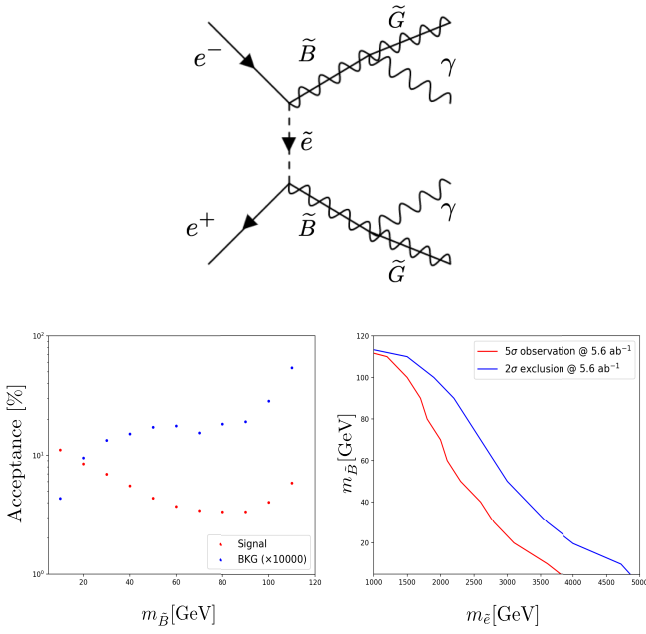 G̃
e⁻
B̃
γ
ẽ
e⁺
B̃
γ
G̃
10²
10¹
10⁰
Acceptance [%]
Signal
BKG (×10000)
20 40 60 80 100 120
m_B̃[GeV]
120
100
80
60
40
20
m_B̃[GeV]
5σ observation @ 5.6 ab⁻¹
2σ exclusion @ 5.6 ab⁻¹
1000 1500 2000 2500 3000 3500 4000 4500 5000
m_ẽ[GeV]